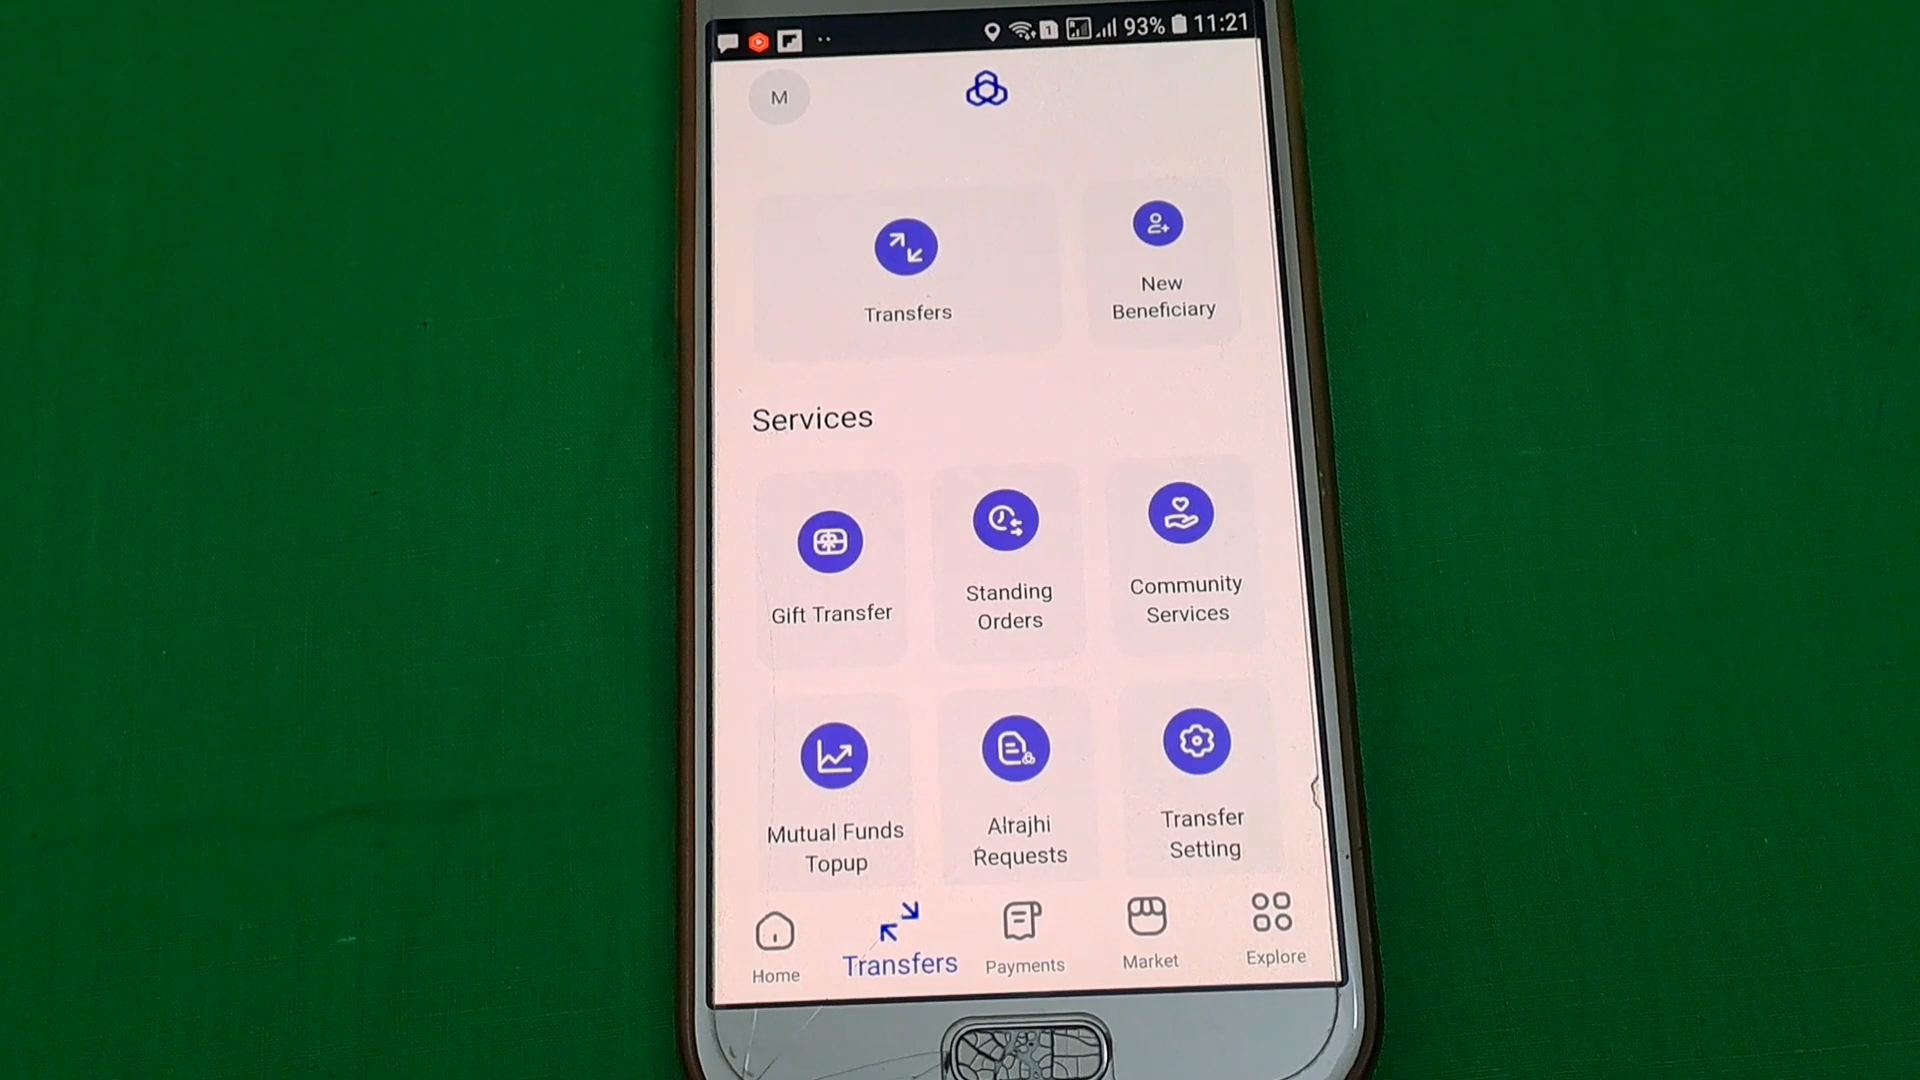 1 93% 11:21
M
Transfers
New
Beneficiary
Services
Gift Transfer
Standing
Orders
Community
Services
Mutual Funds
Topup
Alrajhi
Requests
Transfer
Setting
Home
Transfers
Payments
Market
Explore